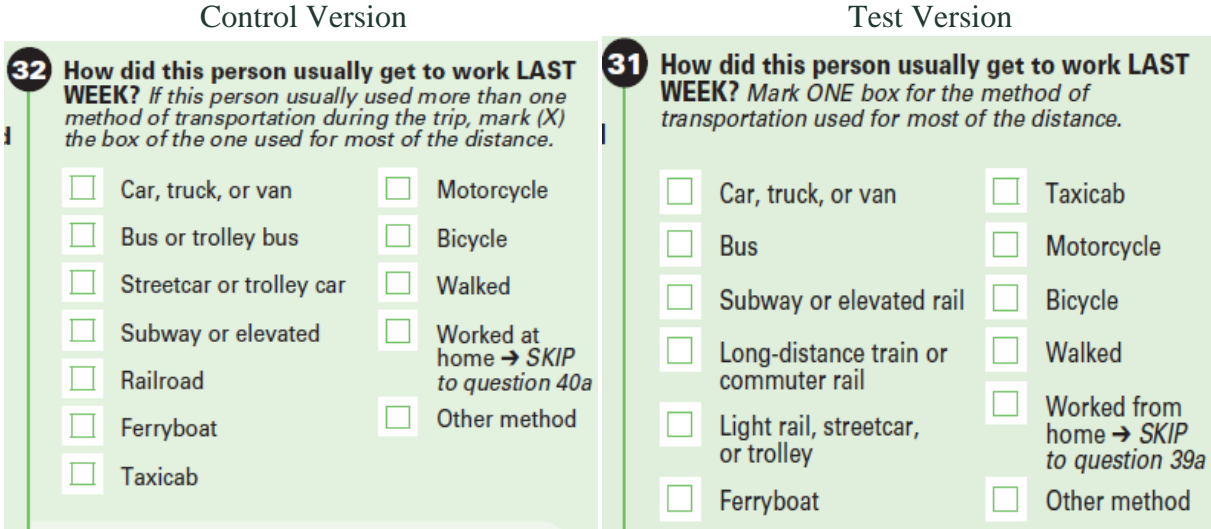 Control Version
32 How did this person usually get to work LAST
WEEK? If this person usually used more than one
method of transportation during the trip, mark (X)
the box of the one used for most of the distance.
Car, truck, or van
Bus or trolley bus
Streetcar or trolley car
Subway or elevated
Railroad
Ferryboat
Taxicab
Motorcycle
Bicycle
Walked
Worked at
home → SKIP
to question 40a
Other method
Test Version
31 How did this person usually get to work LAST
WEEK? Mark ONE box for the method of
transportation used for most of the distance.
Car, truck, or van
Bus
Subway or elevated rail
Long-distance train or
commuter rail
Light rail, streetcar,
or trolley
Ferryboat
Taxicab
Motorcycle
Bicycle
Walked
Worked from
home → SKIP
to question 39a
Other method